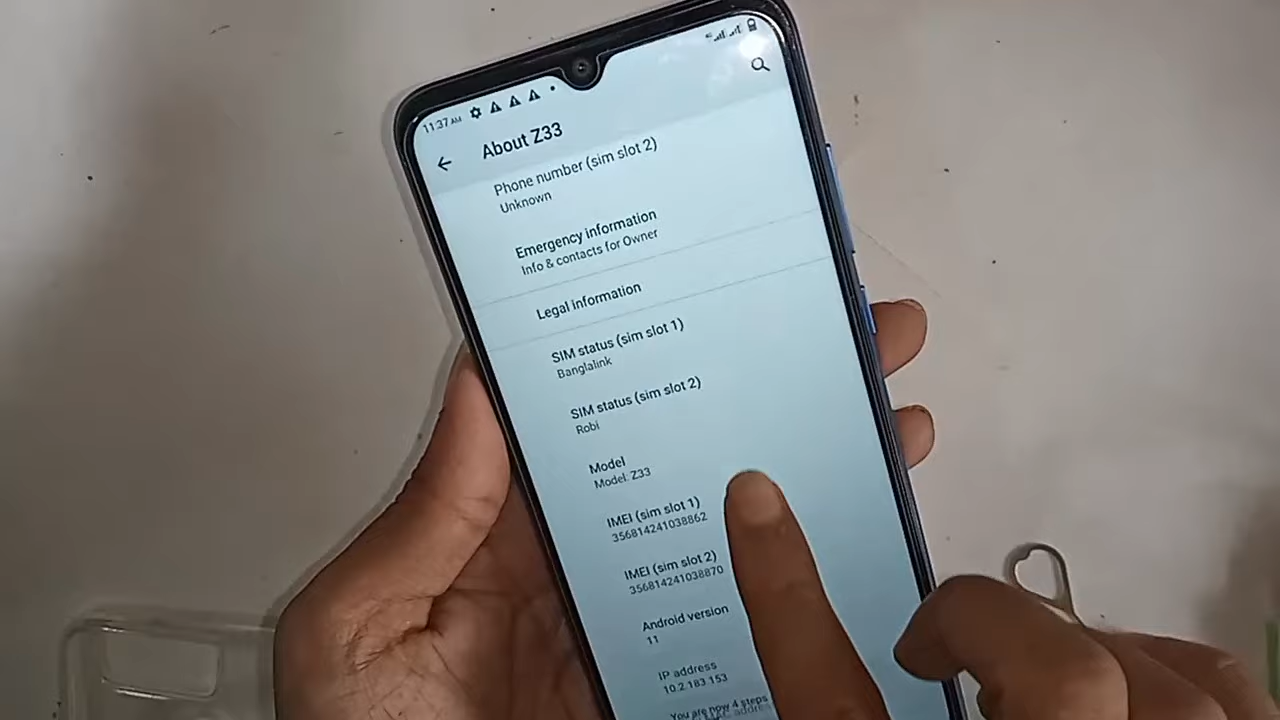 11:37 AM
About Z33
Phone number (sim slot 2)
Unknown
Emergency information
Info & contacts for Owner
Legal information
SIM status (sim slot 1)
Banglalink
SIM status (sim slot 2)
Robi
Model
Model: Z33
IMEI (sim slot 1)
356814241038862
IMEI (sim slot 2)
356814241038870
Android version
11
IP address
10.2.183.153
You are now 4 steps